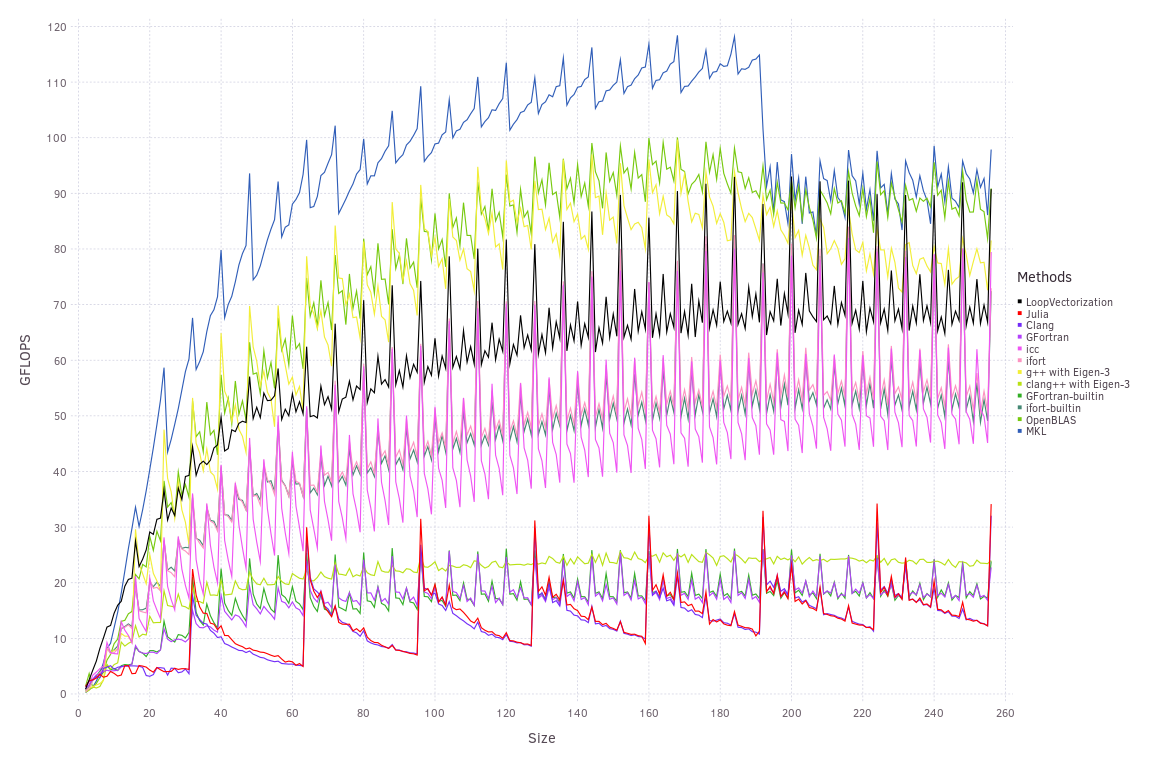 120
110
100
90
80
70
60
50
40
30
20
10
0
GFLOPS
0 20 40 60 80 100 120 140 160 180 200 220 240 260
Size
Methods
LoopVectorization
Julia
Clang
GFortran
icc
ifort
g++ with Eigen-3
clang++ with Eigen-3
GFortran-builtin
ifort-builtin
OpenBLAS
MKL